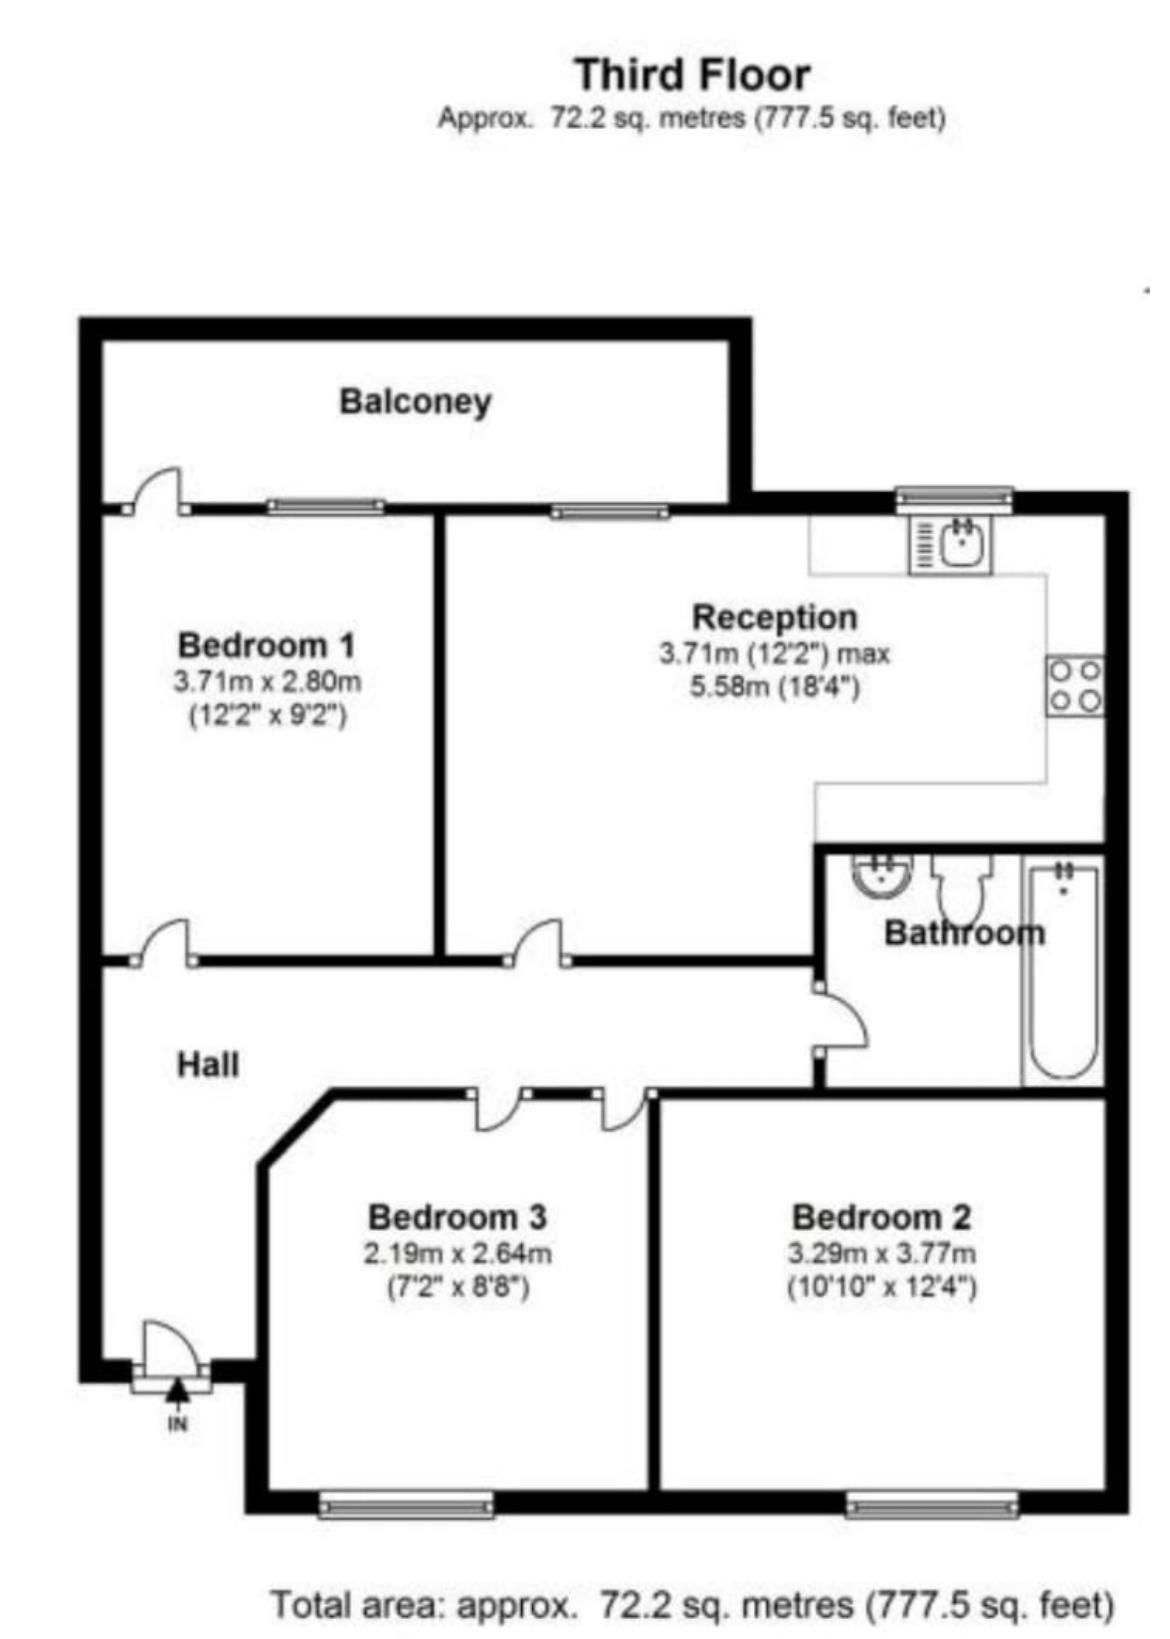 Third Floor
Approx. 72.2 sq. metres (777.5 sq. feet)
Balconey
Bedroom 1
3.71m x 2.80m
(12'2" x 9'2")
Reception
3.71m (12'2") max
5.58m (18'4")
Bathroom
Hall
Bedroom 3
2.19m x 2.64m
(7'2" x 8'8")
Bedroom 2
3.29m x 3.77m
(10'10" x 12'4")
IN
Total area: approx. 72.2 sq. metres (777.5 sq. feet)